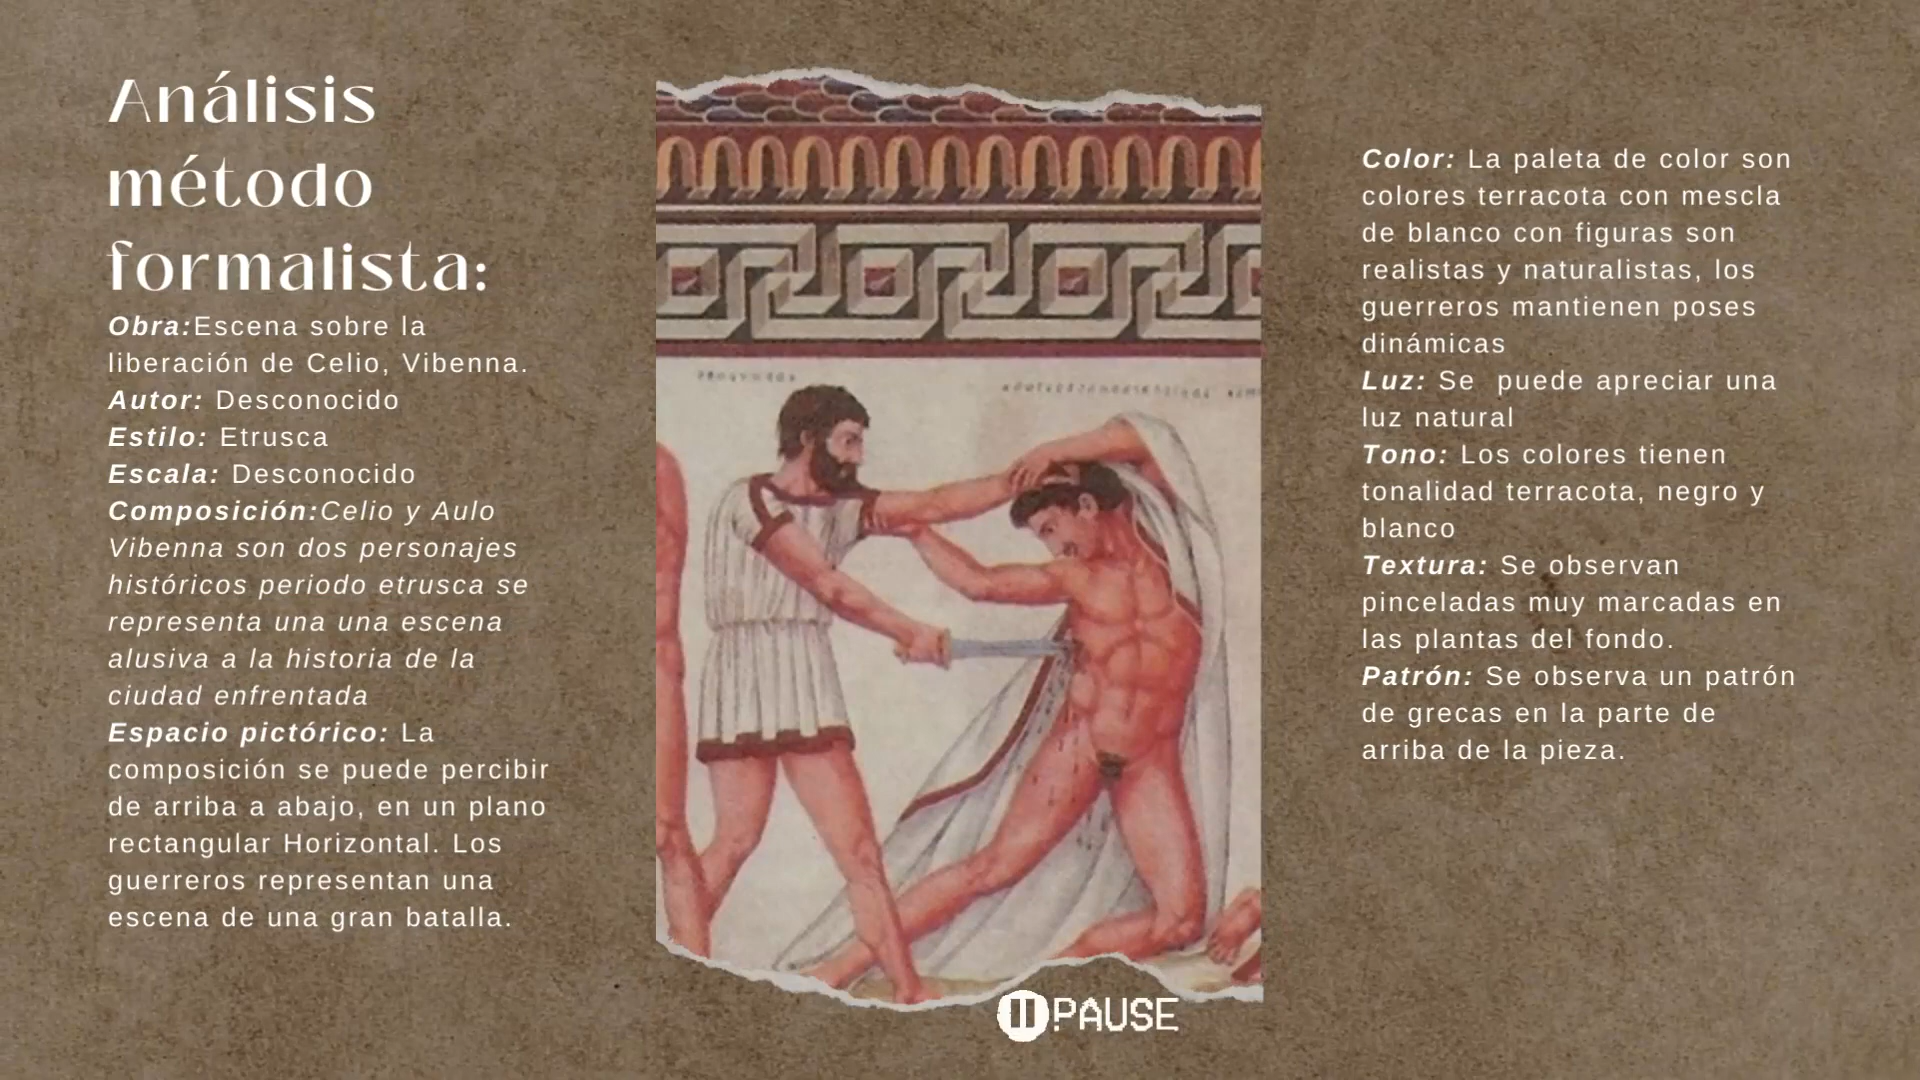 Análisis
método
formalista:
Obra:Escena sobre la
liberación de Celio, Vibenna.
Autor: Desconocido
Estilo: Etrusca
Escala: Desconocido
Composición:Celio y Aulo
Vibenna son dos personajes
históricos periodo etrusca se
representa una una escena
alusiva a la historia de la
ciudad enfrentada
Espacio pictórico: La
composición se puede percibir
de arriba a abajo, en un plano
rectangular Horizontal. Los
guerreros representan una
escena de una gran batalla.
Color: La paleta de color son
colores terracota con mescla
de blanco con figuras son
realistas y naturalistas, los
guerreros mantienen poses
dinámicas
Luz: Se puede apreciar una
luz natural
Tono: Los colores tienen
tonalidad terracota, negro y
blanco
Textura: Se observan
pinceladas muy marcadas en
las plantas del fondo.
Patrón: Se observa un patrón
de grecas en la parte de
arriba de la pieza.
PAUSE